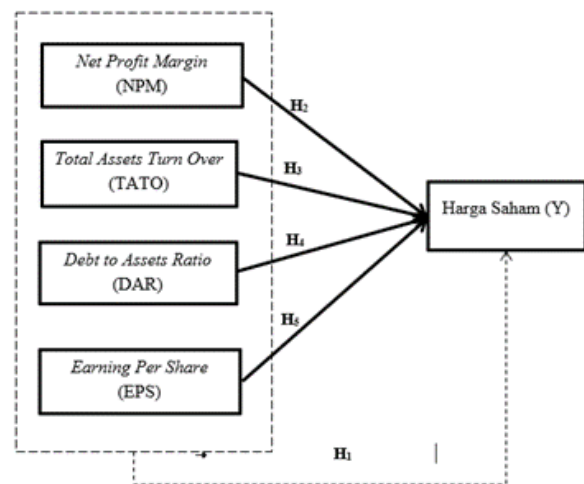 Net Profit Margin
(NPM)
H2
Total Assets Turn Over
(TATO)
H3
Harga Saham (Y)
Debt to Assets Ratio
(DAR)
H4
H5
Earning Per Share
(EPS)
H1